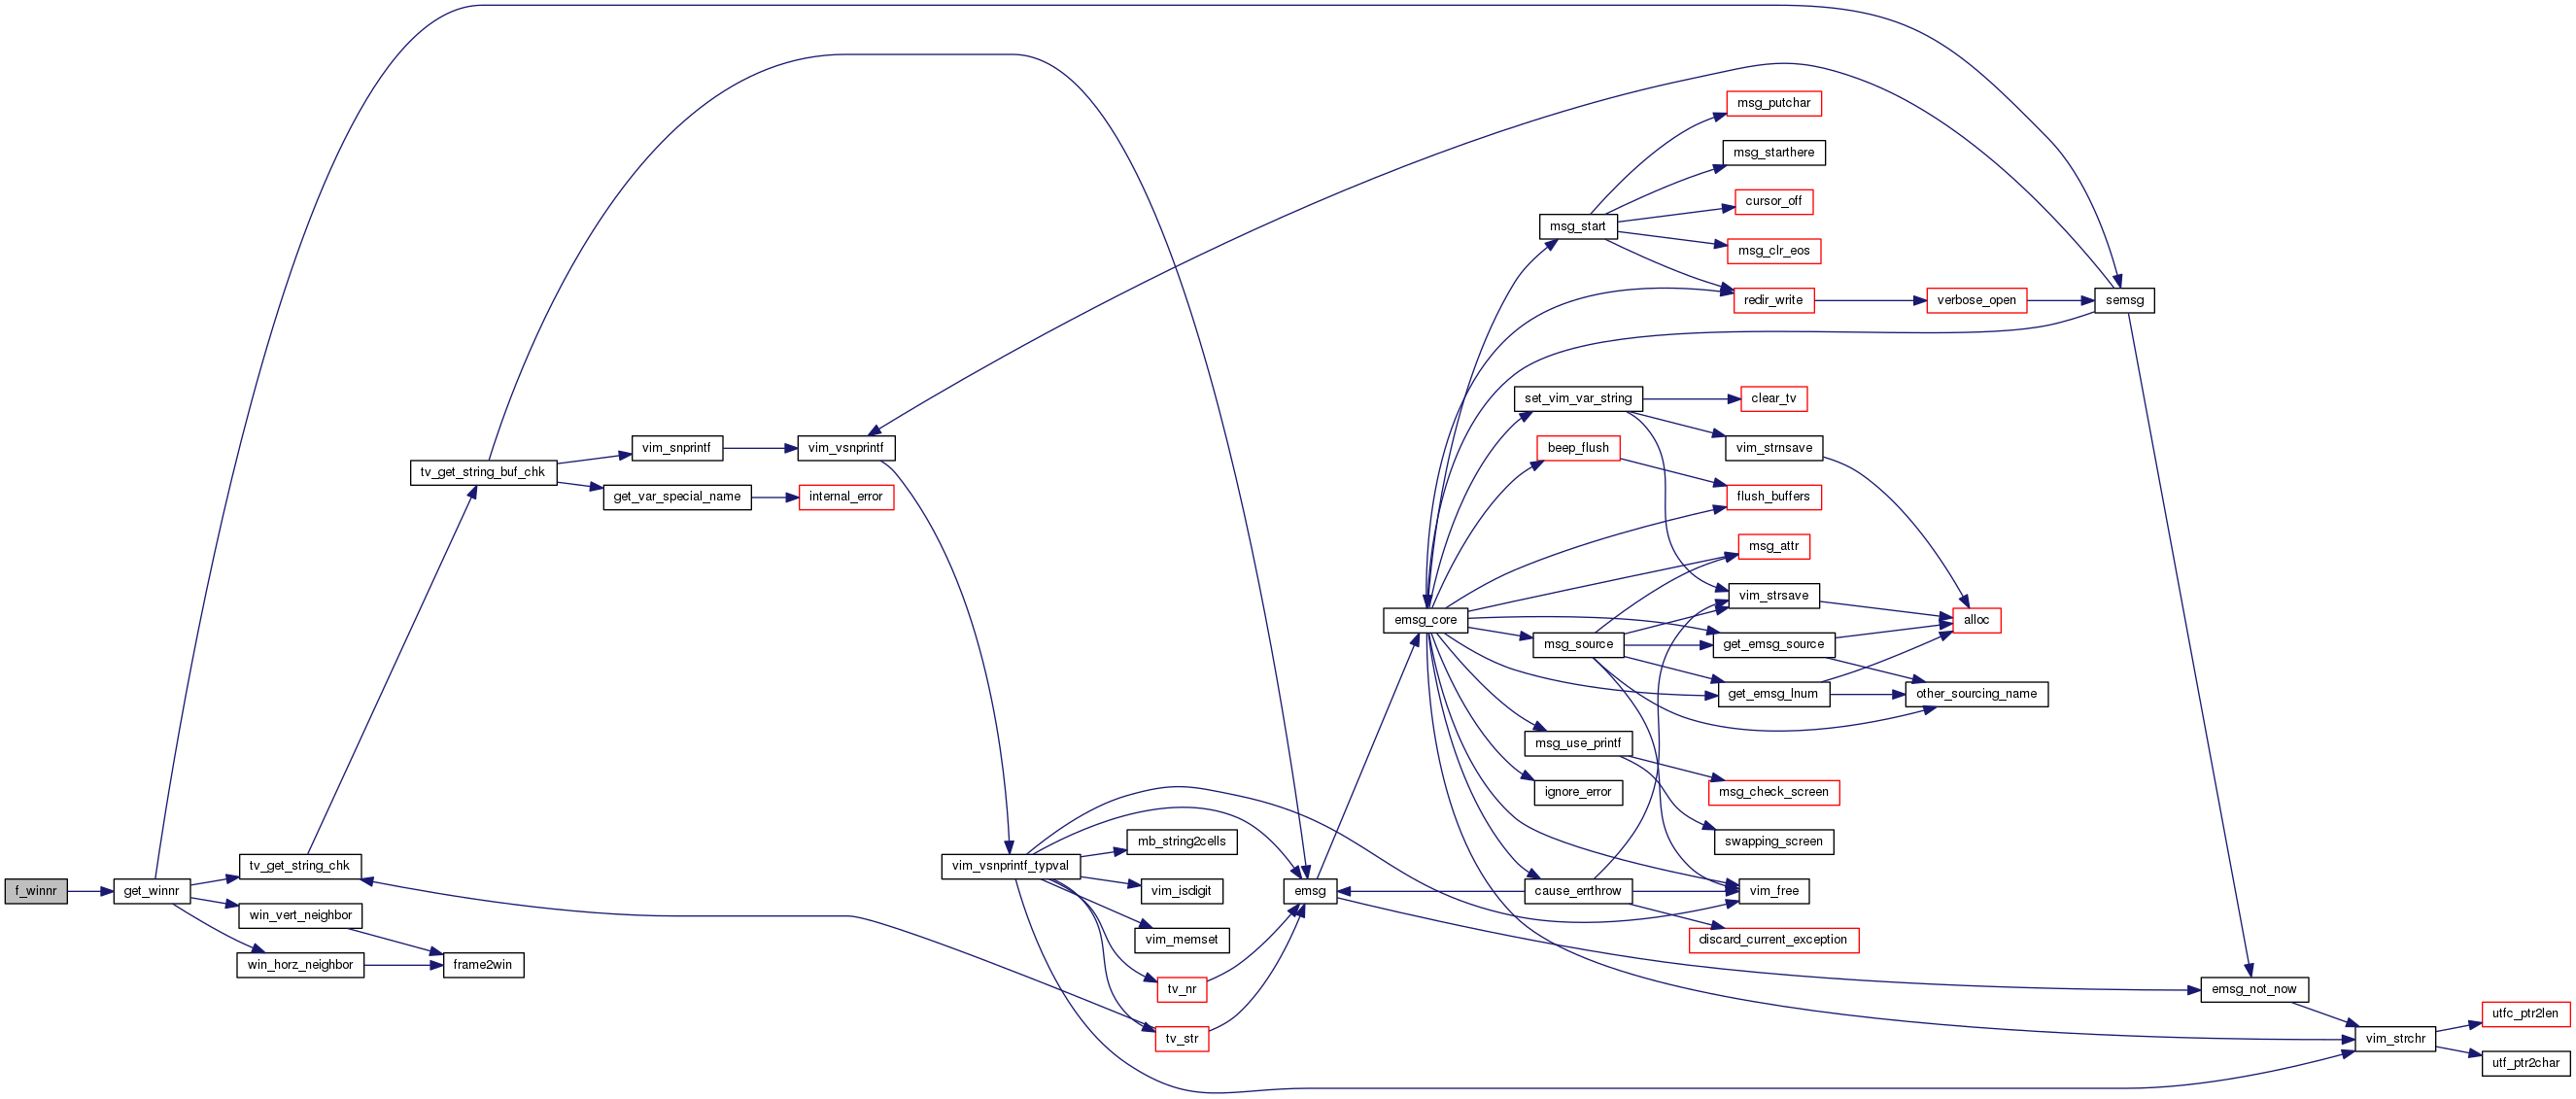 f_winnr
get_winnr
tv_get_string_chk
win_vert_neighbor
win_horz_neighbor
frame2win
tv_get_string_buf_chk
vim_snprintf
get_var_special_name
vim_vsnprintf
internal_error
vim_vsnprintf_typval
mb_string2cells
vim_isdigit
vim_memset
tv_nr
tv_str
emsg
emsg_core
msg_start
set_vim_var_string
beep_flush
msg_source
msg_use_printf
ignore_error
cause_errthrow
msg_putchar
msg_starthere
cursor_off
msg_clr_eos
redir_write
clear_tv
vim_strnsave
flush_buffers
msg_attr
vim_strsave
get_emsg_source
get_emsg_lnum
msg_check_screen
swapping_screen
vim_free
discard_current_exception
verbose_open
alloc
other_sourcing_name
semsg
emsg_not_now
vim_strchr
utfc_ptr2len
utf_ptr2char